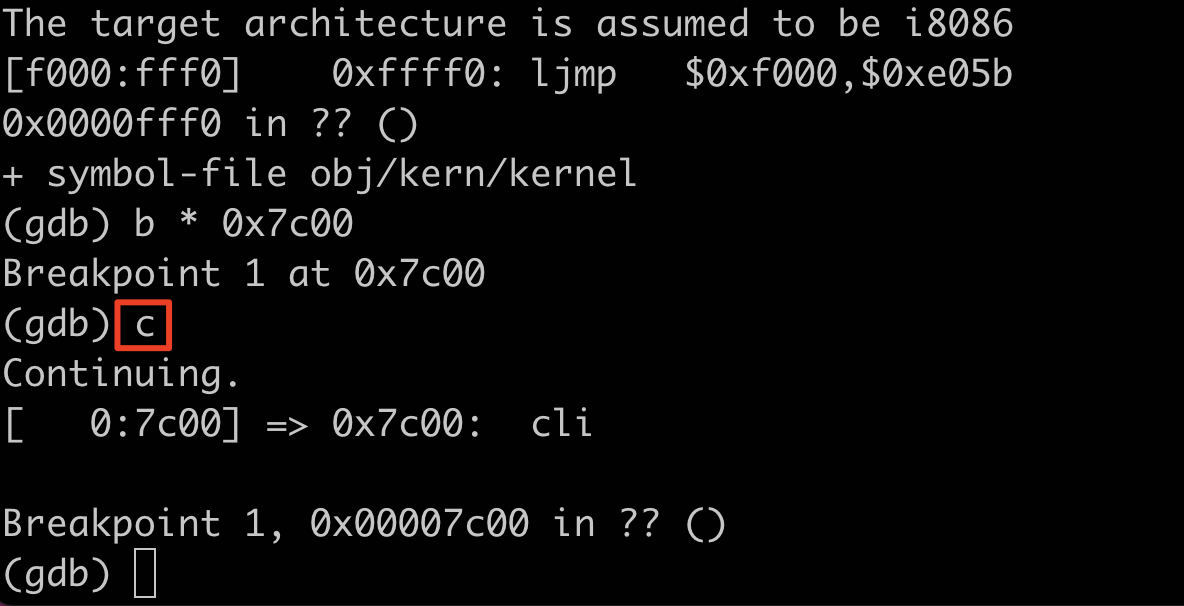 The target architecture is assumed to be i8086
[f000:fff0]    0xffff0: ljmp   $0xf000,$0xe05b
0x0000fff0 in ?? ()
+ symbol-file obj/kern/kernel
(gdb) b * 0x7c00
Breakpoint 1 at 0x7c00
(gdb) c
Continuing.
[   0:7c00] => 0x7c00:  cli
Breakpoint 1, 0x00007c00 in ?? ()
(gdb)